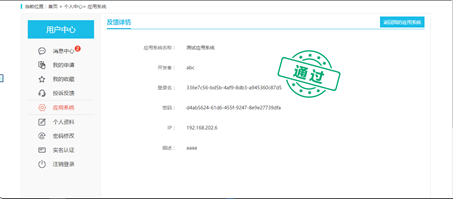 当前位置：首页 > 个人中心> 应用系统
用户中心
消息中心 2
我的申请
我的收藏
投诉反馈
应用系统
个人资料
密码修改
实名认证
注销登录
反馈详情
返回我的应用系统
应用系统名称： 测试应用系统
开发者： abc
登录名： 336e7c56-bd5b-4af9-8db3-a945360c87d5
密码： d4ab5624-61d6-455f-9247-8e9e27739dfa
IP： 192.168.202.6
描述： aaaa
通过